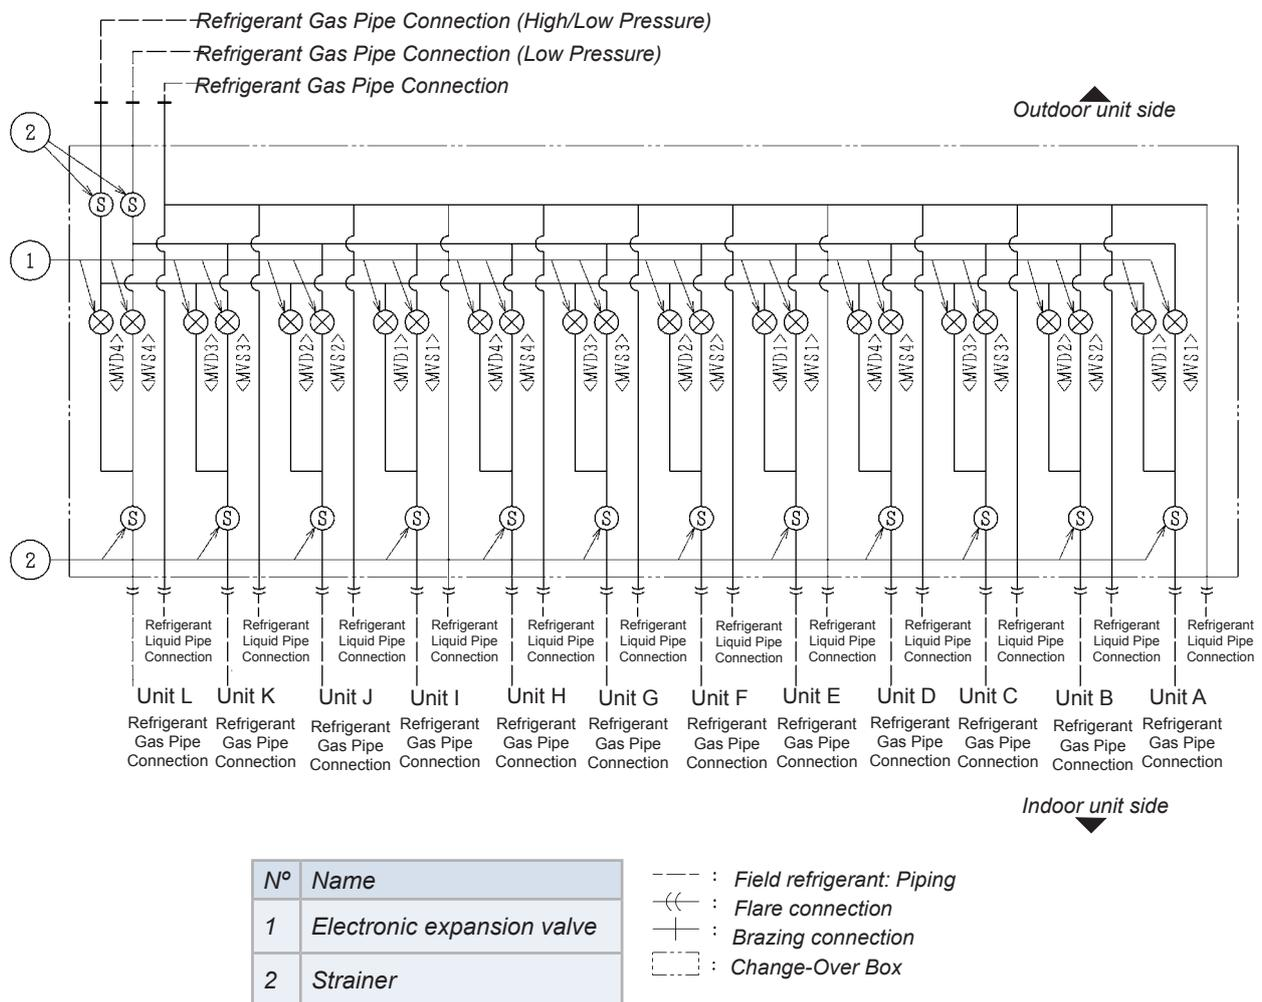 Refrigerant Gas Pipe Connection (High/Low Pressure)
Refrigerant Gas Pipe Connection (Low Pressure)
Refrigerant Gas Pipe Connection
Outdoor unit side
2
S S
1
<MVD4> <MVS4> <MVD3> <MVS3> <MVD2> <MVS2> <MVD1> <MVS1> <MVD4> <MVS4> <MVD3> <MVS3> <MVD2> <MVS2> <MVD1> <MVS1> <MVD4> <MVS4> <MVD3> <MVS3> <MVD2> <MVS2> <MVD1> <MVS1>
S S S S S S S S S S S S
2
Refrigerant Refrigerant Refrigerant Refrigerant Refrigerant Refrigerant Refrigerant Refrigerant Refrigerant Refrigerant Refrigerant Refrigerant
Liquid Pipe Liquid Pipe Liquid Pipe Liquid Pipe Liquid Pipe Liquid Pipe Liquid Pipe Liquid Pipe Liquid Pipe Liquid Pipe Liquid Pipe Liquid Pipe
Connection Connection Connection Connection Connection Connection Connection Connection Connection Connection Connection Connection
Unit L Unit K Unit J Unit I Unit H Unit G Unit F Unit E Unit D Unit C Unit B Unit A
Refrigerant Refrigerant Refrigerant Refrigerant Refrigerant Refrigerant Refrigerant Refrigerant Refrigerant Refrigerant Refrigerant Refrigerant
Gas Pipe Gas Pipe Gas Pipe Gas Pipe Gas Pipe Gas Pipe Gas Pipe Gas Pipe Gas Pipe Gas Pipe Gas Pipe Gas Pipe
Connection Connection Connection Connection Connection Connection Connection Connection Connection Connection Connection Connection
Indoor unit side
Nº Name
1 Electronic expansion valve
2 Strainer
: Field refrigerant: Piping
: Flare connection
: Brazing connection
: Change-Over Box